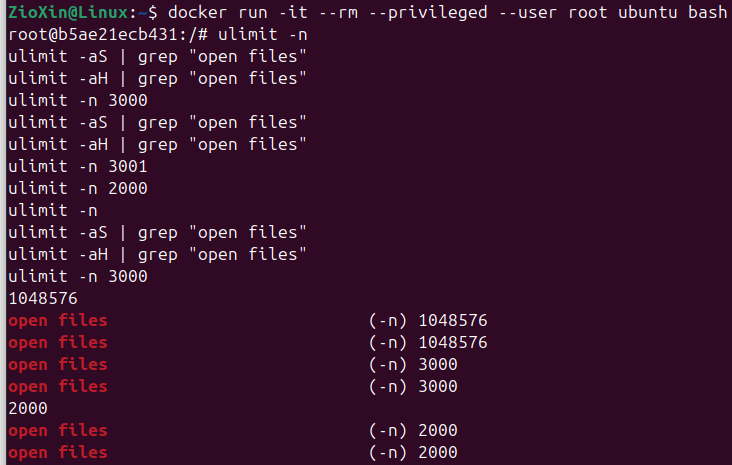 ZioXin@Linux:~$ docker run -it --rm --privileged --user root ubuntu bash
root@b5ae21ecb431:/# ulimit -n
ulimit -aS | grep "open files"
ulimit -aH | grep "open files"
ulimit -n 3000
ulimit -aS | grep "open files"
ulimit -aH | grep "open files"
ulimit -n 3001
ulimit -n 2000
ulimit -n
ulimit -aS | grep "open files"
ulimit -aH | grep "open files"
ulimit -n 3000
1048576
open files (-n) 1048576
open files (-n) 1048576
open files (-n) 3000
open files (-n) 3000
2000
open files (-n) 2000
open files (-n) 2000